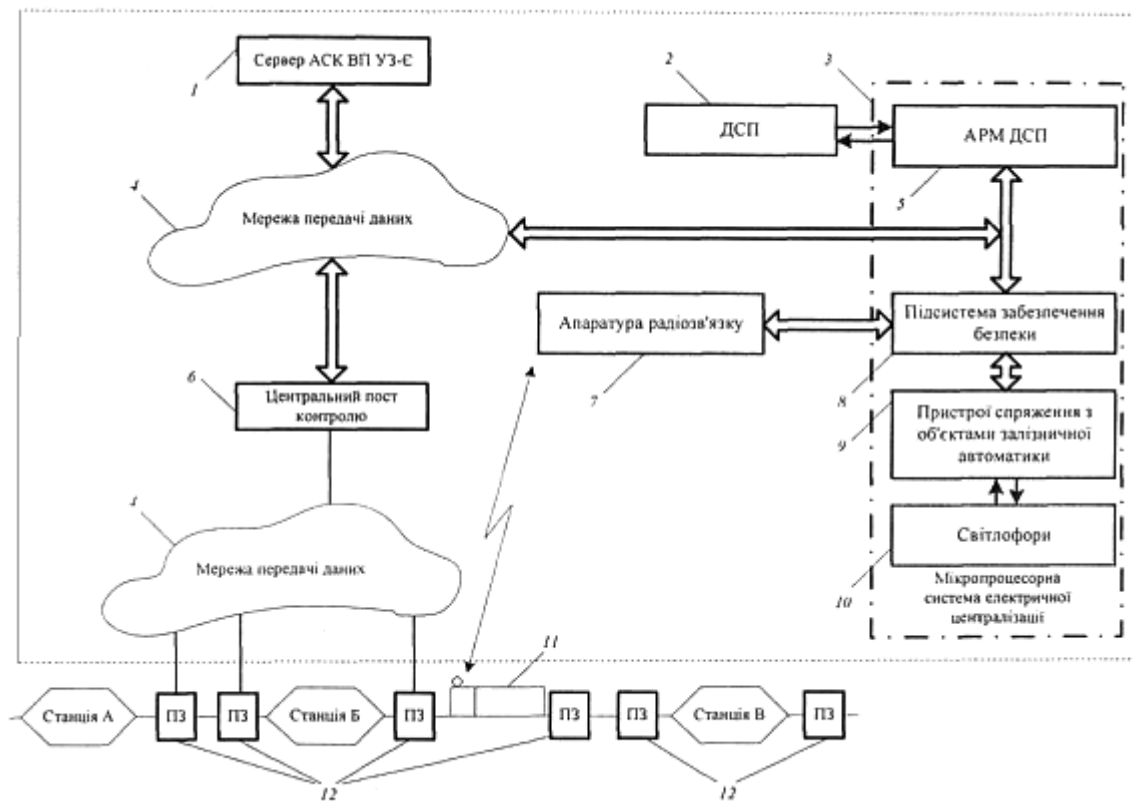 Сервер АСК ВП УЗ-Є
1
2
3
ДСП
АРМ ДСП
4
Мережа передачі даних
5
Апаратура радіозв'язку
Підсистема забезпечення
безпеки
6
7
8
Центральний пост
контролю
Пристрої спряження з
об'єктами залізничної
автоматики
9
Мережа передачі даних
Світлофори
10
Мікропроцесорна
система електричної
централізації
11
Станція А
ПЗ
ПЗ
Станція Б
ПЗ
ПЗ
ПЗ
Станція В
ПЗ
12
12